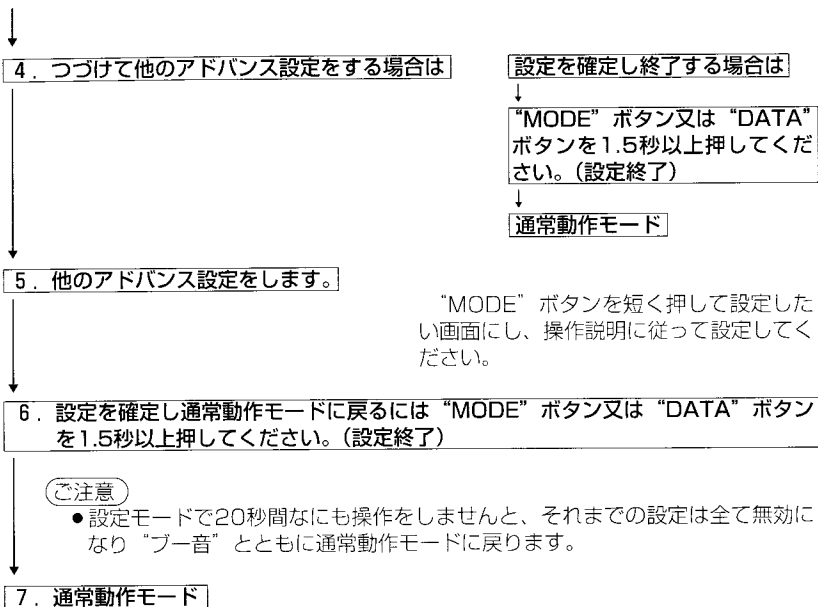 4．つづけて他のアドバンス設定をする場合は
設定を確定し終了する場合は
“MODE”ボタン又は“DATA”
ボタンを1.5秒以上押してくだ
さい。（設定終了）
通常動作モード
5．他のアドバンス設定をします。
“MODE”ボタンを短く押して設定した
い画面にし、操作説明に従って設定してく
ださい。
6．設定を確定し通常動作モードに戻るには“MODE”ボタン又は“DATA”ボタン
を1.5秒以上押してください。（設定終了）
ご注意
●設定モードで20秒間なにも操作をしませんと、それまでの設定は全て無効に
なり“ブー音”とともに通常動作モードに戻ります。
7．通常動作モード